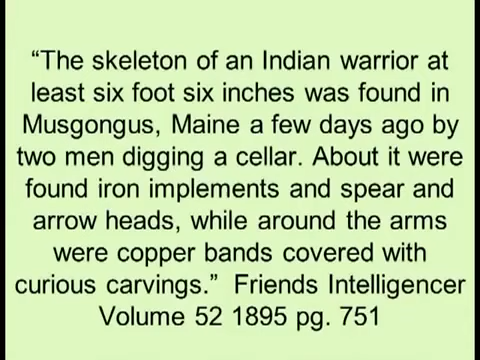 “The skeleton of an Indian warrior at
least six foot six inches was found in
Musgongus, Maine a few days ago by
two men digging a cellar. About it were
found iron implements and spear and
arrow heads, while around the arms
were copper bands covered with
curious carvings.”  Friends Intelligencer
Volume 52 1895 pg. 751